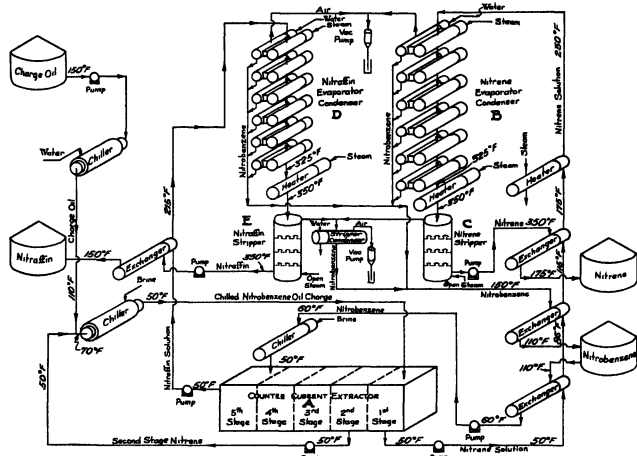 Air
Water
Steam
Vac
Pump
Water
Steam
Charge Oil
150°F
Pump
Nitraffin
Evaporator
Condenser
D
Nitrene
Evaporator
Condenser
B
Nitrobenzene
Nitrobenzene
Nitrene Solution
250°F
Water
Chiller
325°F
Steam
Heater
350°F
325°F
Steam
Heater
350°F
Steam
Heater
175°F
Charge Oil
215°F
E
Nitraffin
Stripper
Water
Air
Stripper
Condenser
Vac
Pump
C
Nitrene
Stripper
Nitrene 350°F
Exchanger
Nitraffin
150°F
Exchanger
Pump
Nitraffin
350°F
Open
Steam
Pump
Open Steam
175°F
Nitrene
110°F
Brine
Chiller
50°F
70°F
Chilled Nitrobenzene Oil Charge
150°F
Nitrobenzene
60°F
Nitrobenzene
Brine
Chiller
50°F
Exchanger
110°F
Nitrobenzene
110°F
Exchanger
50°F
Nitraffin Solution
50°F
Pump
Counter Current Extractor
A
5th Stage
4th Stage
3rd Stage
2nd Stage
1st Stage
Pump
60°F
Second Stage Nitrene
50°F
50°F
Nitrene Solution
50°F